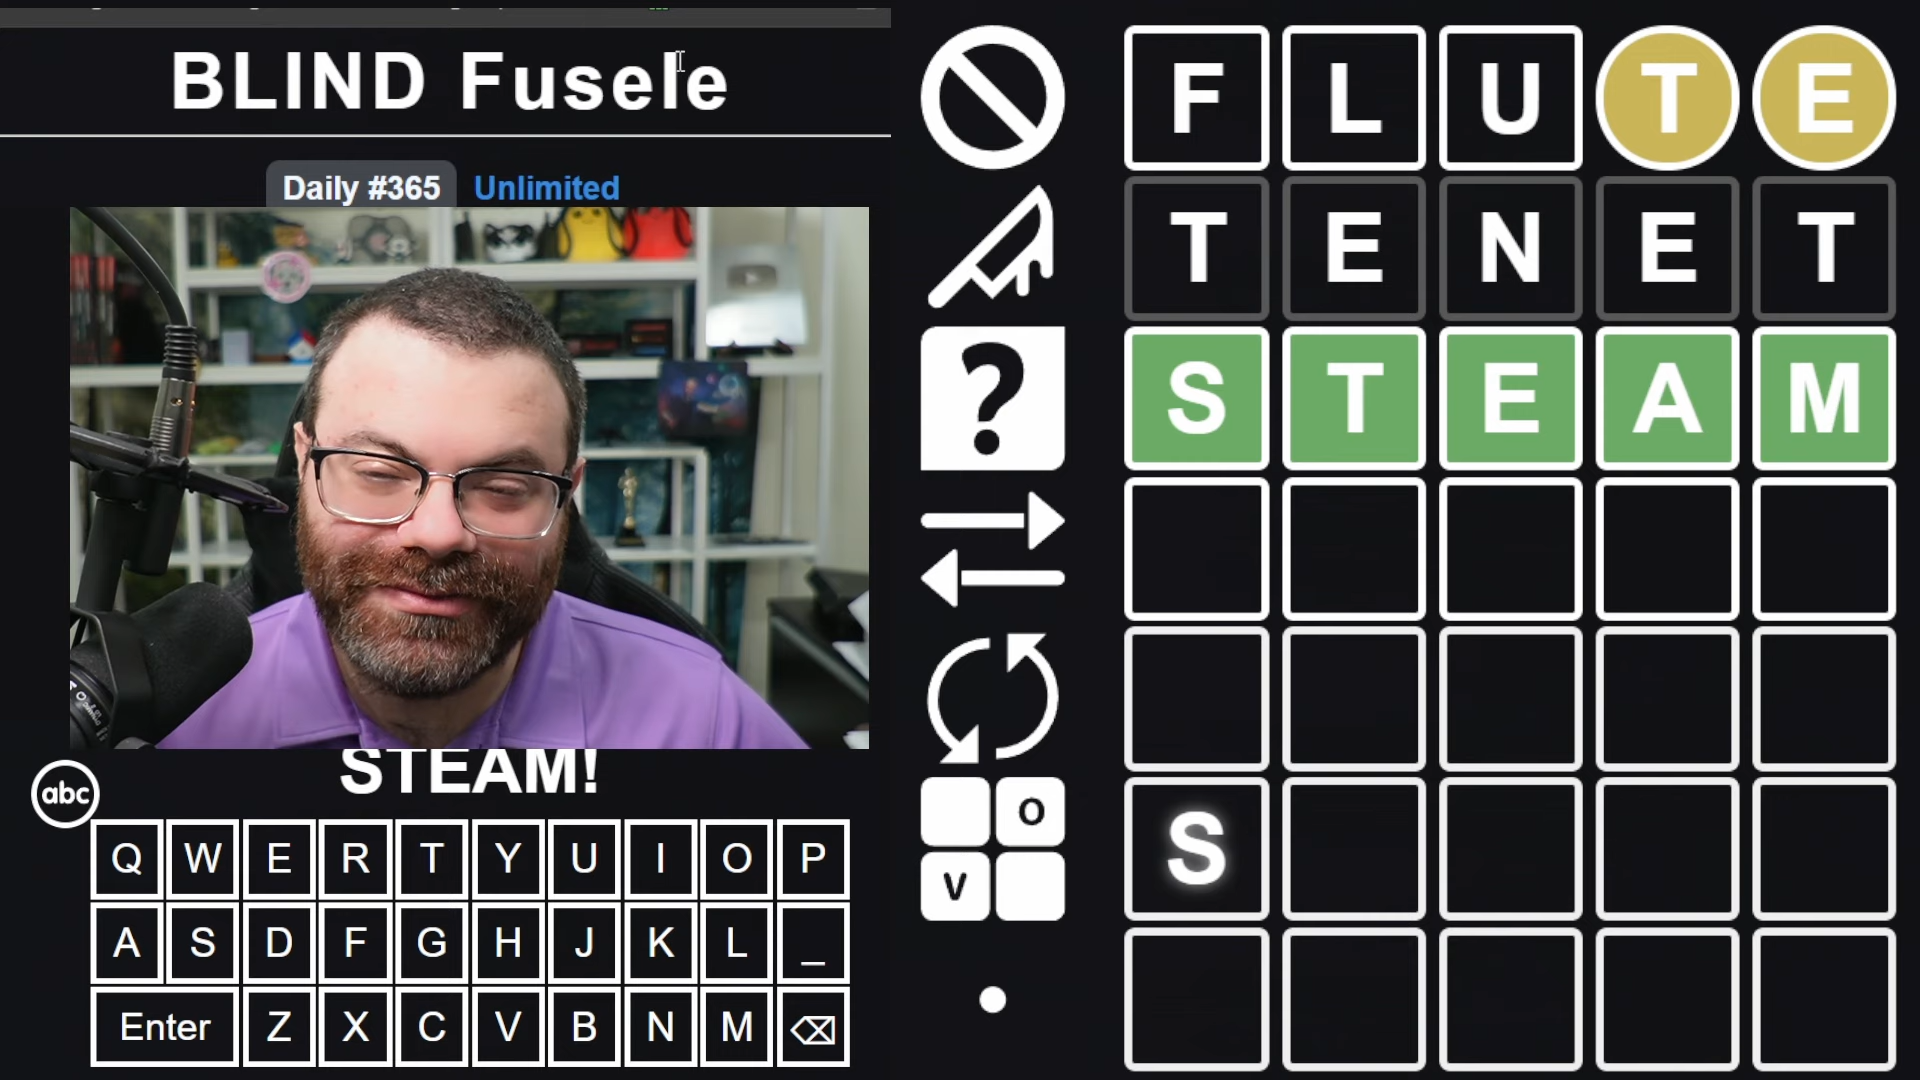 BLIND Fusele
Daily #365 Unlimited
STEAM!
abc
Q W E R T Y U I O P
A S D F G H J K L _
Enter Z X C V B N M ⌫
F L U T E
T E N E T
?
S T E A M
O
V
S